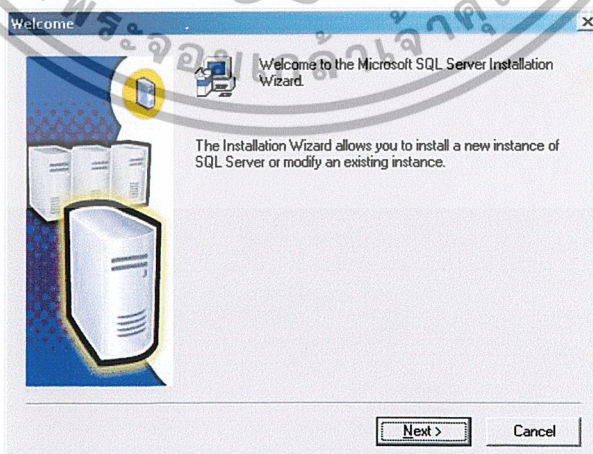 Welcome
Welcome to the Microsoft SQL Server Installation
Wizard.
The Installation Wizard allows you to install a new instance of
SQL Server or modify an existing instance.
Next >
Cancel